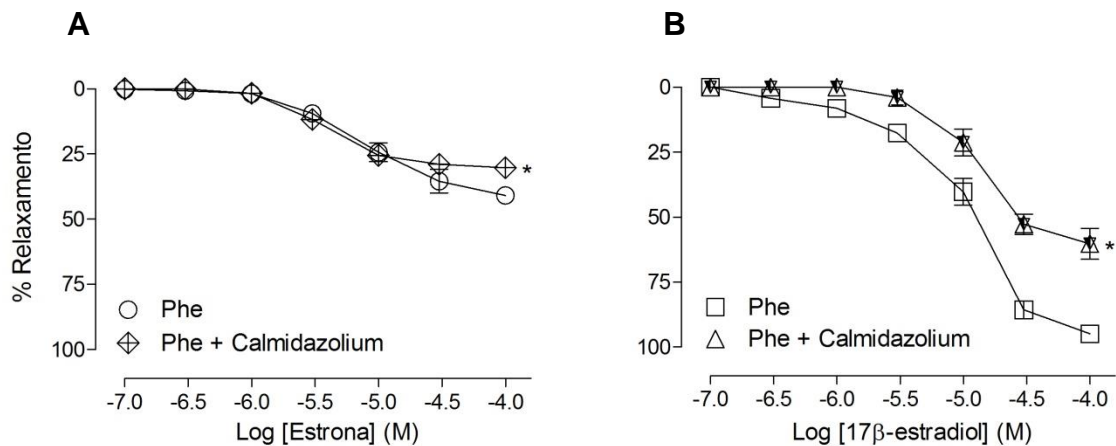 A
% Relaxamento
0
25
50
75
100
Phe
Phe + Calmidazolium
*
-7.0 -6.5 -6.0 -5.5 -5.0 -4.5 -4.0
Log [Estrona] (M)
B
0
25
50
75
100
Phe
Phe + Calmidazolium
*
-7.0 -6.5 -6.0 -5.5 -5.0 -4.5 -4.0
Log [17β-estradiol] (M)